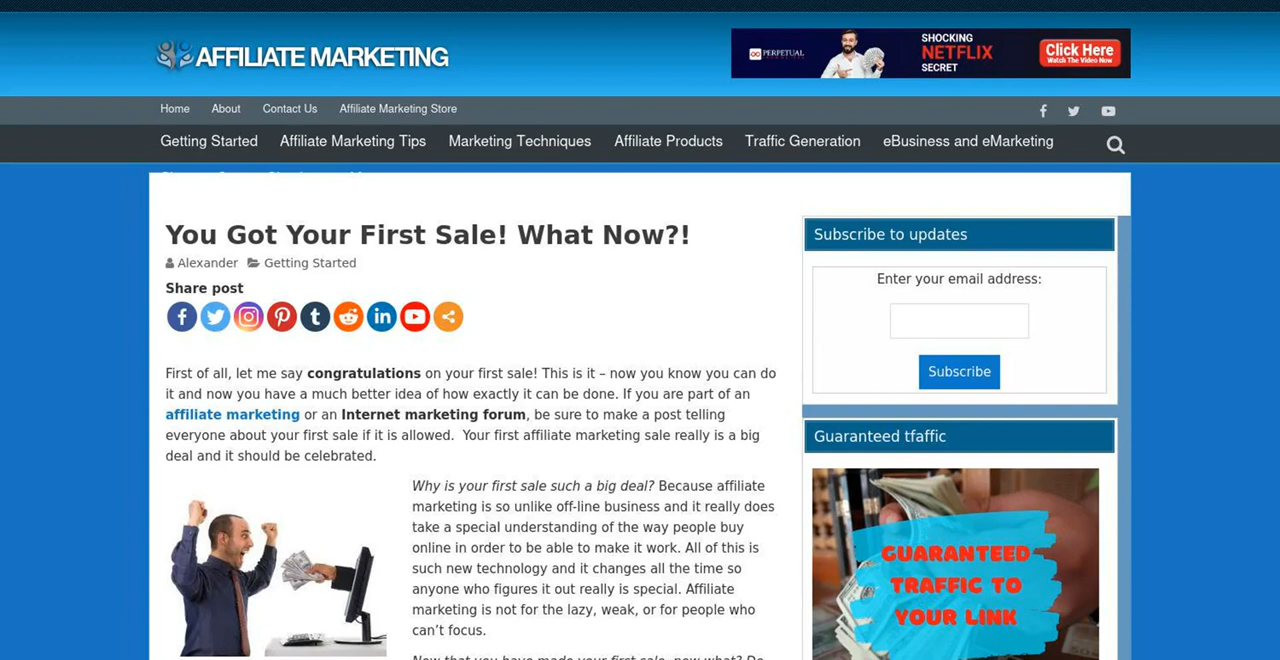 AFFILIATE MARKETING
PERPETUAL
SHOCKING
NETFLIX
SECRET
Click Here
Watch The Video Now
Home About Contact Us Affiliate Marketing Store
Getting Started Affiliate Marketing Tips Marketing Techniques Affiliate Products Traffic Generation eBusiness and eMarketing
You Got Your First Sale! What Now?!
Alexander Getting Started
Share post
First of all, let me say congratulations on your first sale! This is it – now you know you can do
it and now you have a much better idea of how exactly it can be done. If you are part of an
affiliate marketing or an Internet marketing forum, be sure to make a post telling
everyone about your first sale if it is allowed.  Your first affiliate marketing sale really is a big
deal and it should be celebrated.
Why is your first sale such a big deal? Because affiliate
marketing is so unlike off-line business and it really does
take a special understanding of the way people buy
online in order to be able to make it work. All of this is
such new technology and it changes all the time so
anyone who figures it out really is special. Affiliate
marketing is not for the lazy, weak, or for people who
can’t focus.
Now that you have made your first sale, now what? Do
Subscribe to updates
Enter your email address:
Subscribe
Guaranteed tfaffic
GUARANTEED
TRAFFIC TO
YOUR LINK